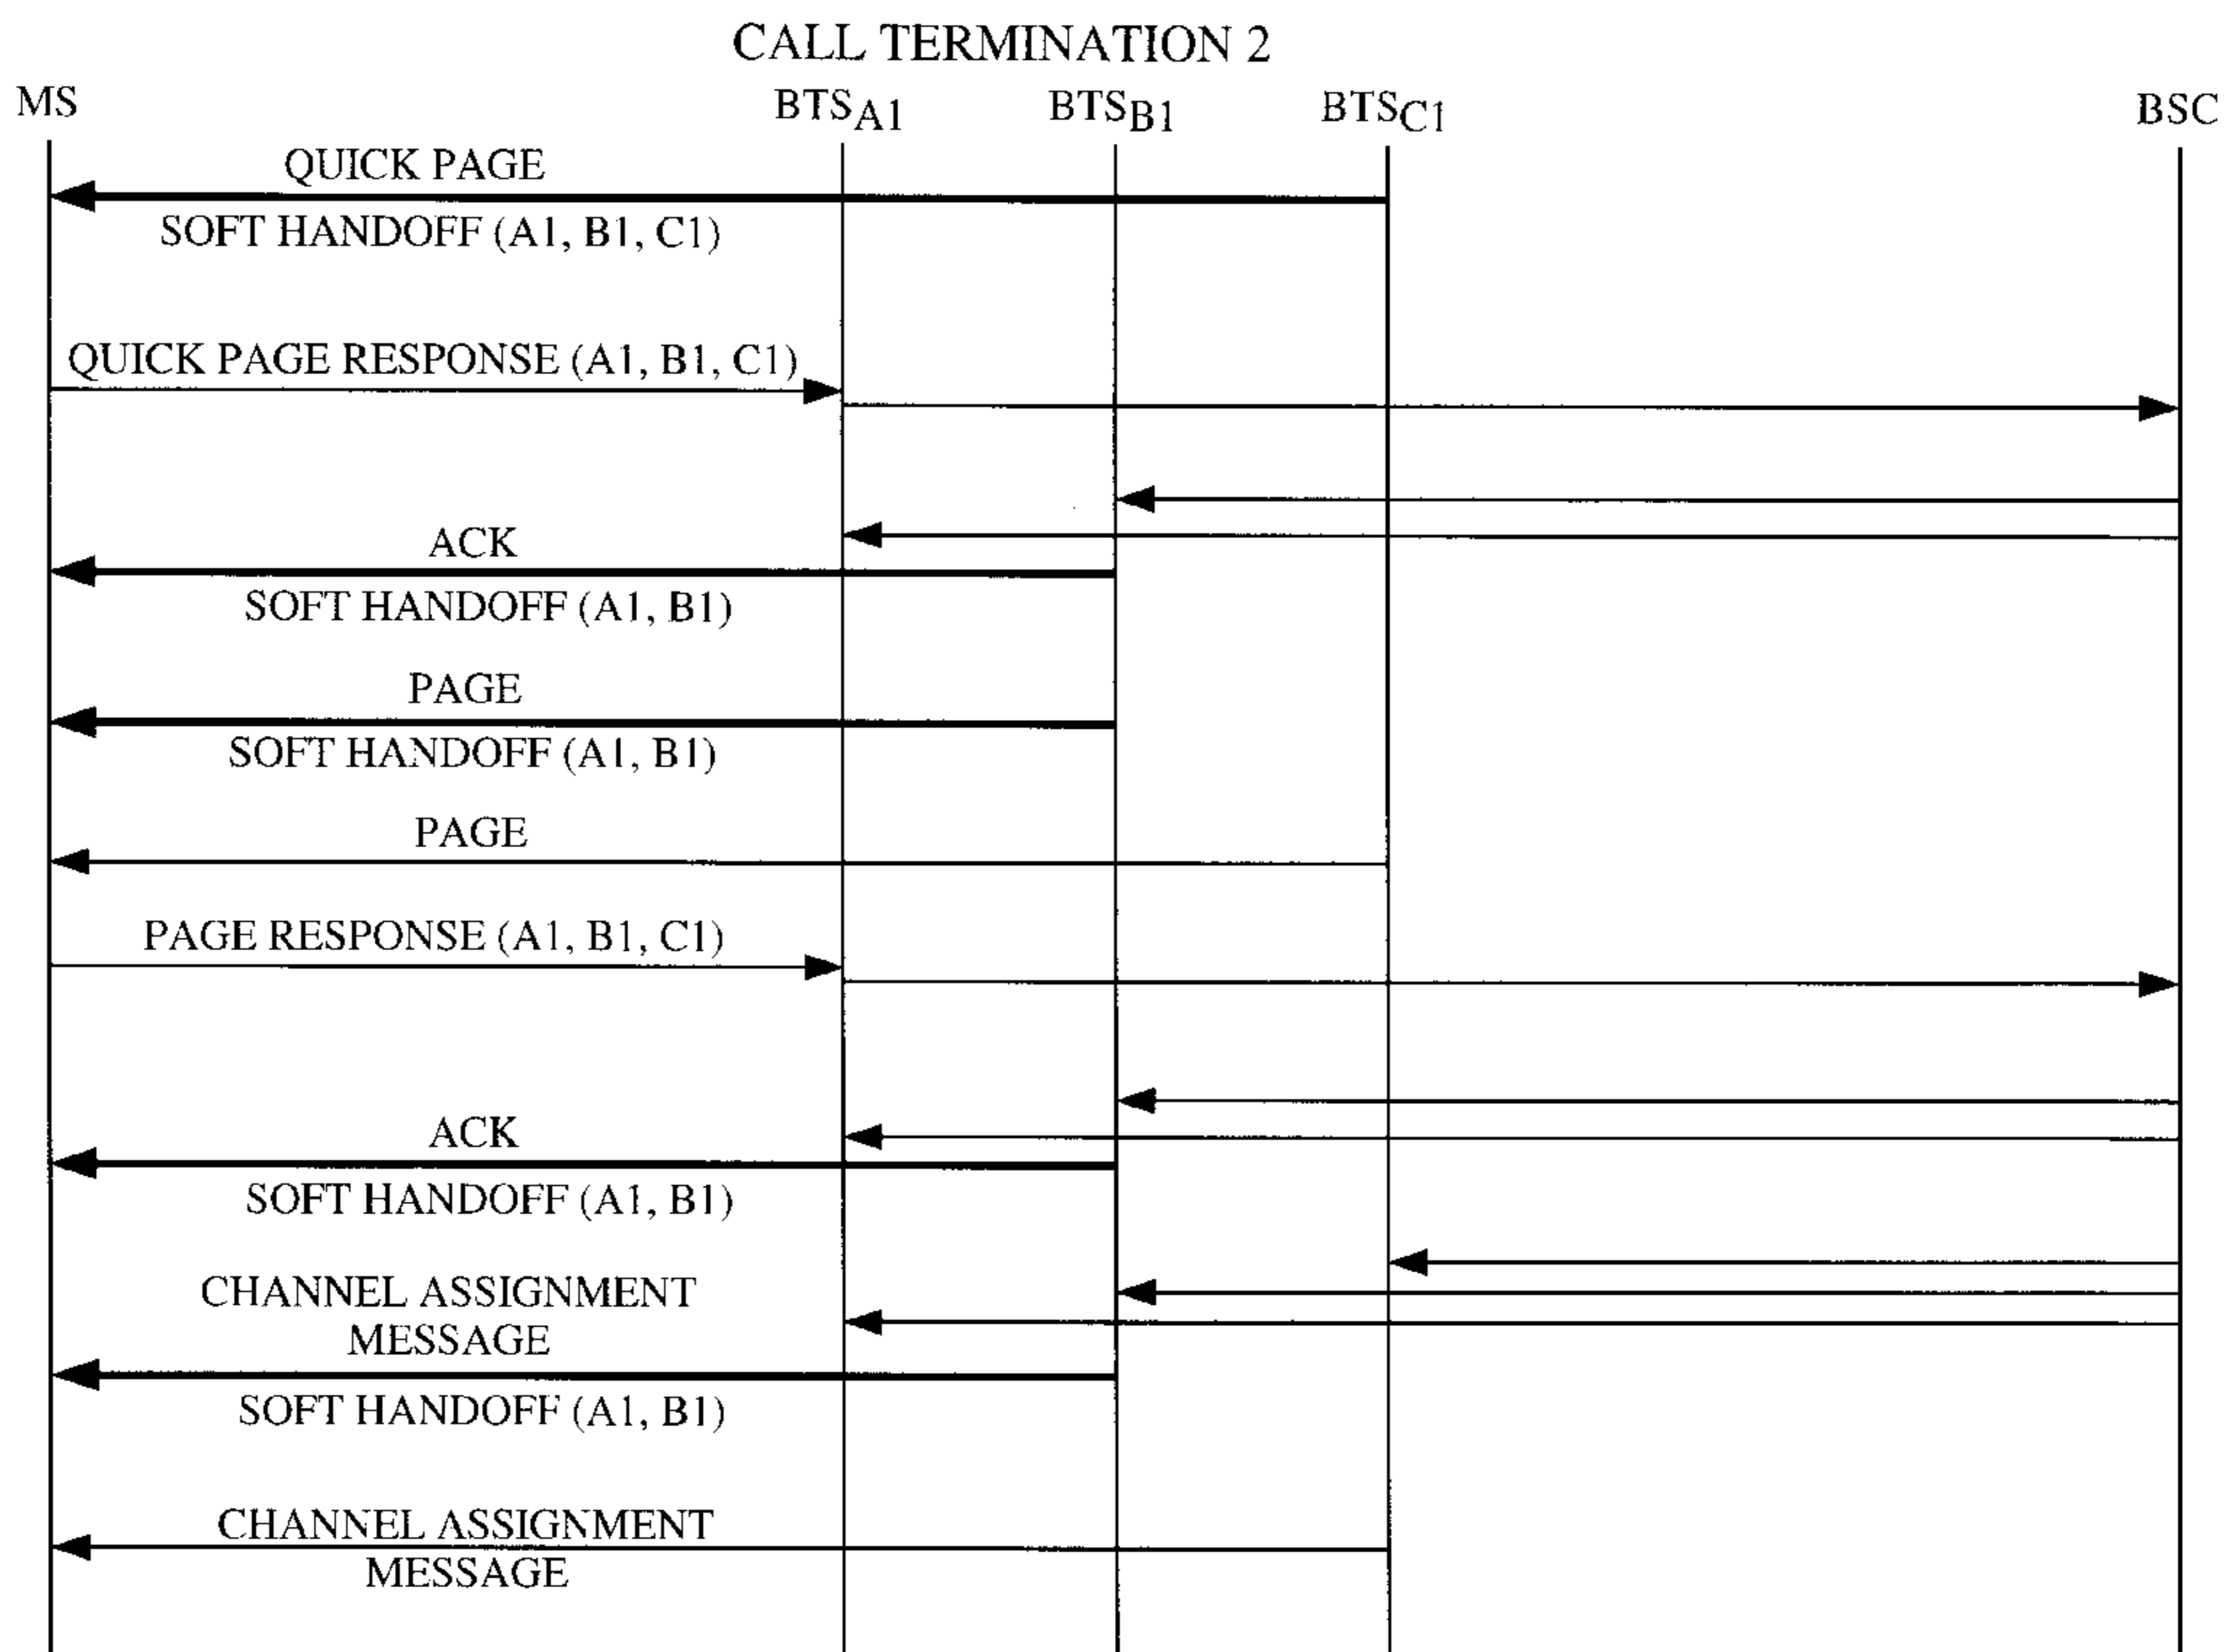 CALL TERMINATION 2
MS BTSA1 BTSB1 BTSC1 BSC
QUICK PAGE
SOFT HANDOFF (A1, B1, C1)
QUICK PAGE RESPONSE (A1, B1, C1)
ACK
SOFT HANDOFF (A1, B1)
PAGE
SOFT HANDOFF (A1, B1)
PAGE
PAGE RESPONSE (A1, B1, C1)
ACK
SOFT HANDOFF (A1, B1)
CHANNEL ASSIGNMENT
MESSAGE
SOFT HANDOFF (A1, B1)
CHANNEL ASSIGNMENT
MESSAGE